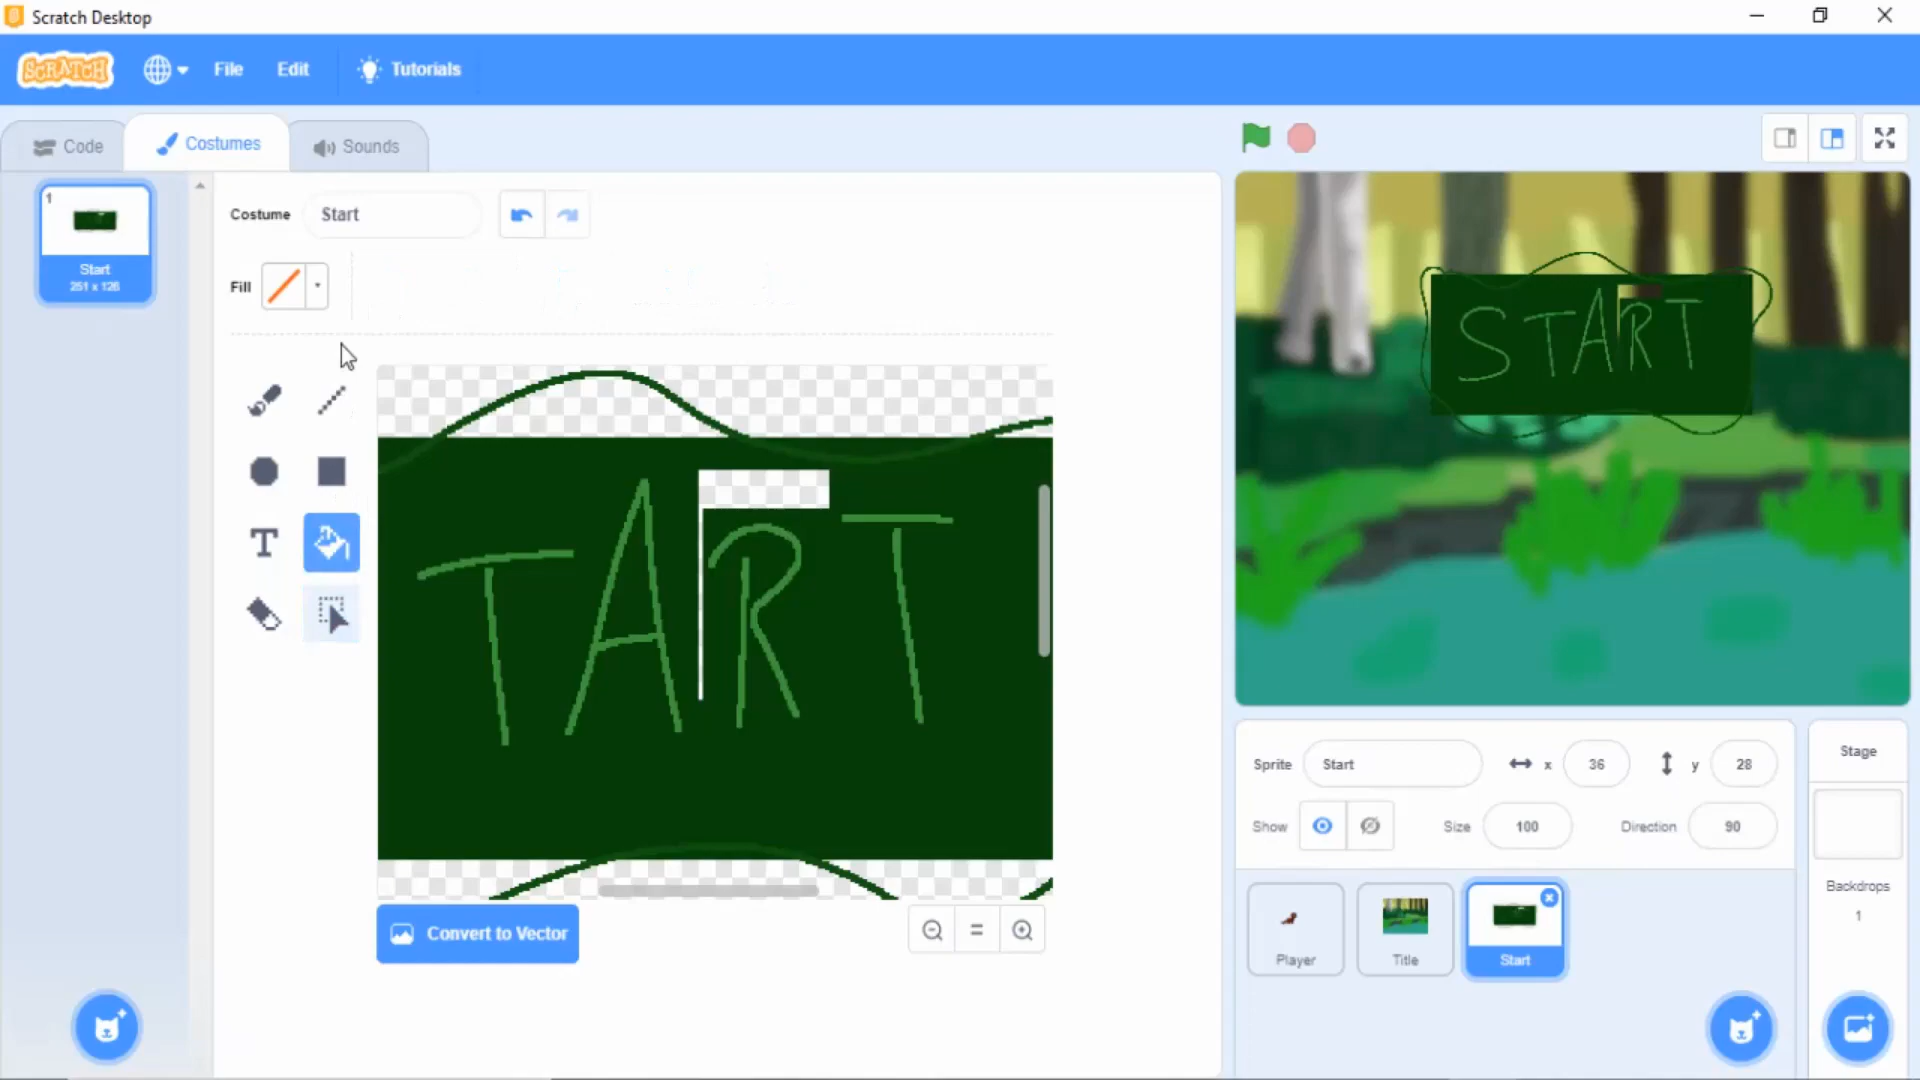 Scratch Desktop
SCRATCH File Edit Tutorials
Code Costumes Sounds
1
Start
251 x 126
Costume Start
Fill
T
TART
Convert to Vector
START
Sprite Start x 36 y 28
Show Size 100 Direction 90
Player Title Start
Stage
Backdrops
1